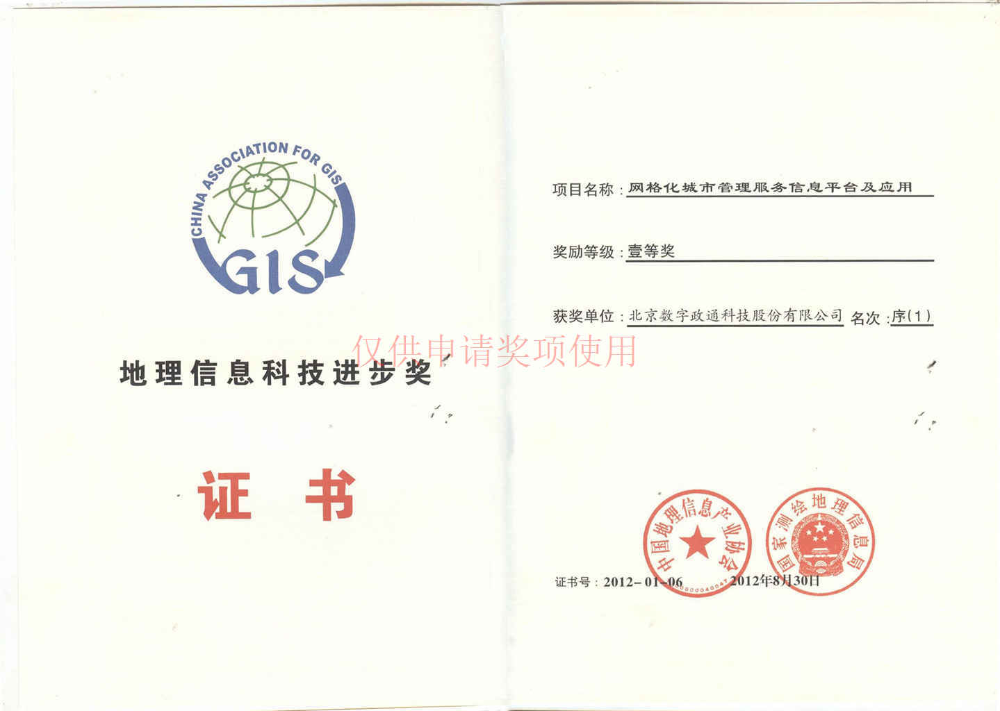 CHINA ASSOCIATION FOR GIS
GIS
地理信息科技进步奖
证 书
仅供申请奖项使用
项目名称：网格化城市管理服务信息平台及应用
奖励等级：壹等奖
获奖单位：北京数字政通科技股份有限公司 名次：序(1)
中国地理信息产业协会
国家测绘地理信息局
证书号：2012-01-06 2012年8月30日